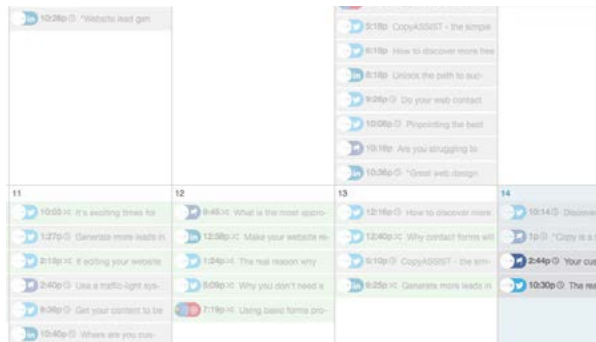 10:28p "Website lead gen
5:18p CopyASSIST - the simple
6:18p How to discover more free
8:18p Unlock the path to suc-
9:26p Do your web contact
10:08p Pinpointing the best
10:18p Are you struggling to
10:36p "Great web design
11
10:03 It's exciting times for
1:27p Generate more leads in
2:18p It editing your website
2:40p Use a traffic-light sys-
9:36p Get your content to be
10:40p Where are you cus-
12
9:45 What is the most appro-
12:58p Make your website re-
1:24p The real reason why
5:09p Why you don't need a
7:19p Using basic forms pro-
13
12:16p How to discover more
12:40p Why contact forms will
5:10p CopyASSIST - the sim-
6:25p Generate more leads in
14
10:14 Discover
1p "Copy is a
2:44p Your cus
10:30p The rea